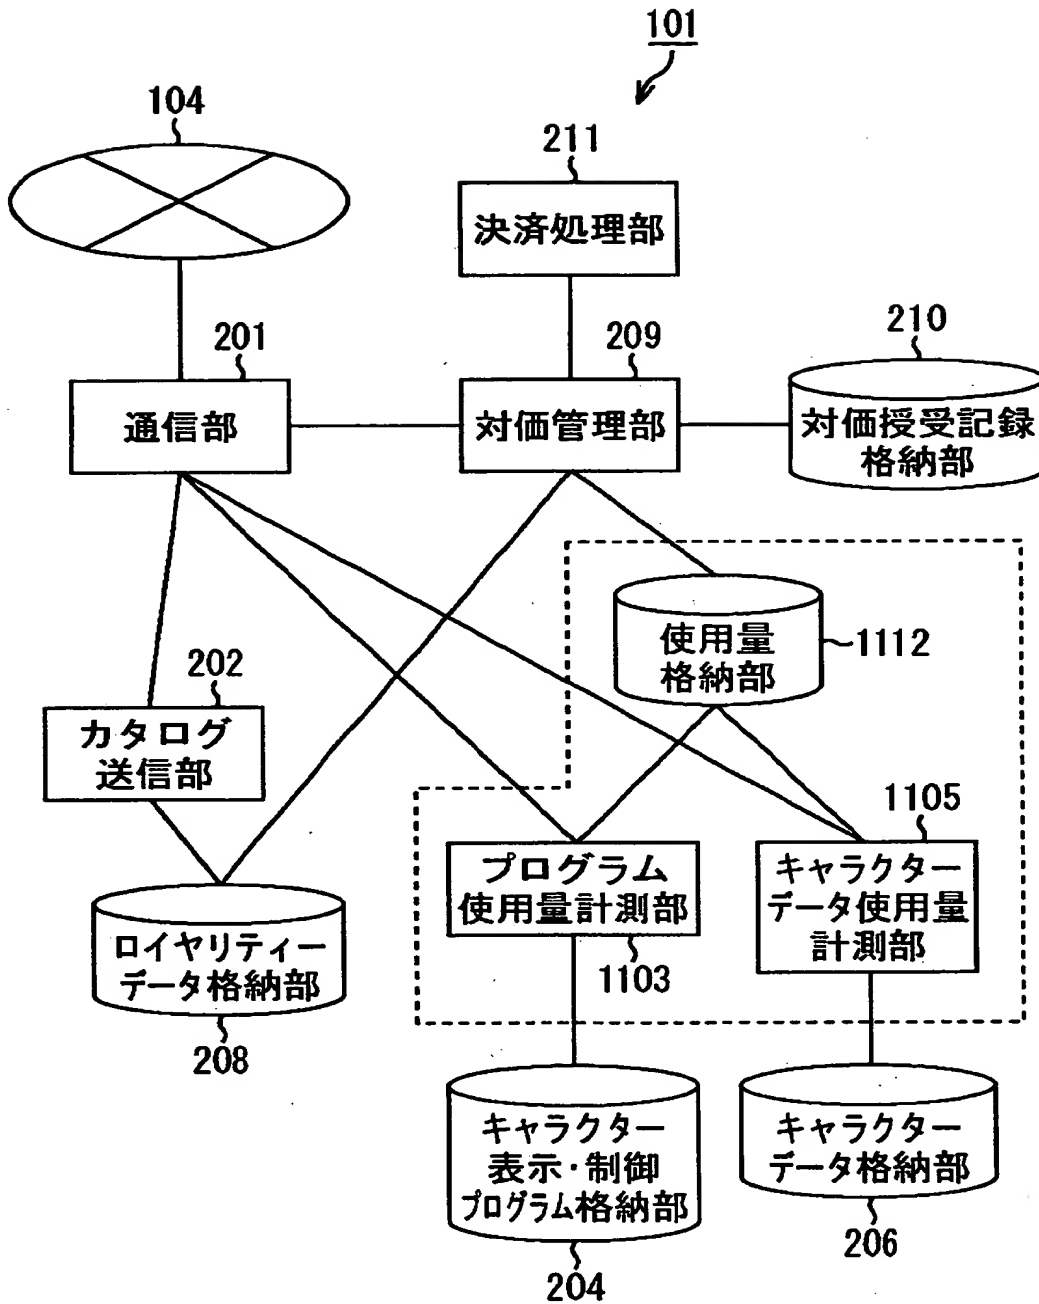 101
104
211
決済処理部
201
209
210
通信部
対価管理部
対価授受記録
格納部
使用量
格納部
1112
202
カタログ
送信部
1105
プログラム
使用量計測部
キャラクター
データ使用量
計測部
ロイヤリティー
データ格納部
1103
208
キャラクター
表示・制御
プログラム格納部
キャラクター
データ格納部
204
206